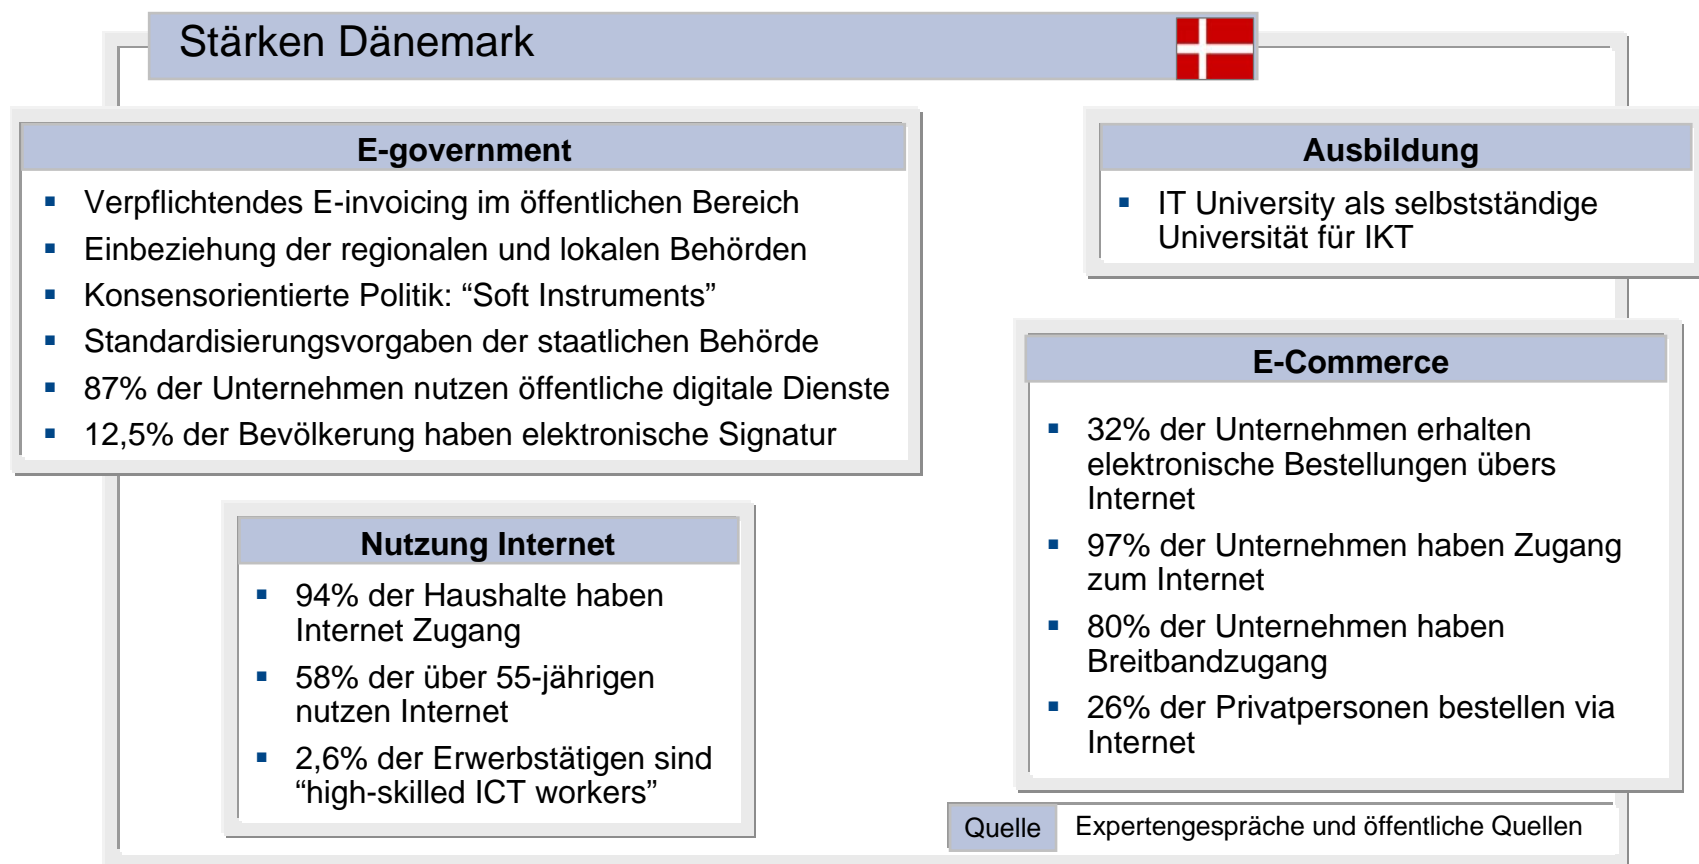 Stärken Dänemark
E-government
▪ Verpflichtendes E-invoicing im öffentlichen Bereich
▪ Einbeziehung der regionalen und lokalen Behörden
▪ Konsensorientierte Politik: “Soft Instruments”
▪ Standardisierungsvorgaben der staatlichen Behörde
▪ 87% der Unternehmen nutzen öffentliche digitale Dienste
▪ 12,5% der Bevölkerung haben elektronische Signatur
Ausbildung
▪ IT University als selbstständige
Universität für IKT
Nutzung Internet
▪ 94% der Haushalte haben
Internet Zugang
▪ 58% der über 55-jährigen
nutzen Internet
▪ 2,6% der Erwerbstätigen sind
“high-skilled ICT workers”
E-Commerce
▪ 32% der Unternehmen erhalten
elektronische Bestellungen übers
Internet
▪ 97% der Unternehmen haben Zugang
zum Internet
▪ 80% der Unternehmen haben
Breitbandzugang
▪ 26% der Privatpersonen bestellen via
Internet
Quelle Expertengespräche und öffentliche Quellen